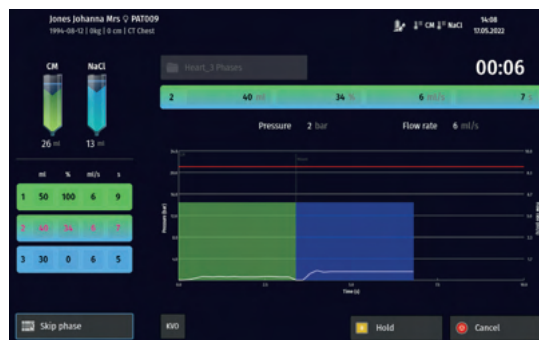 Jones Johanna Mrs ♀ PAT009
1994-08-12 | 0kg | 0 cm | CT Chest
CM NaCl
14:08
17.05.2022
CM NaCl
Heart_3 Phases
00:06
2 40 ml 34 % 6 ml/s 7 s
Pressure 2 bar Flow rate 6 ml/s
26 ml 13 ml
ml % ml/s s
1 50 100 6 9
2 40 34 6 7
3 30 0 6 5
Pressure [bar]
Time [s]
Skip phase
KVO
Hold
Cancel